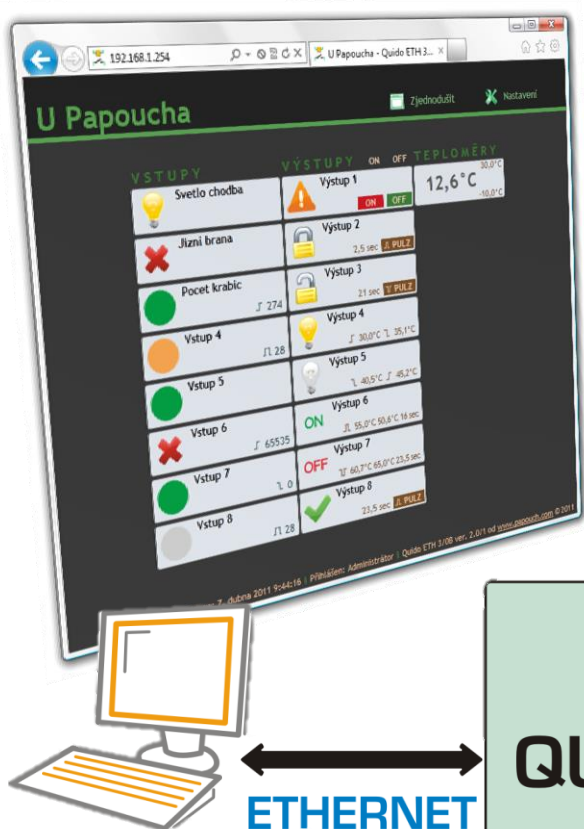 192.168.1.254
U Papoucha - Quido ETH 3...
U Papoucha
Zjednodušit
Nastavení
VSTUPY
Svetlo chodba
Jizni brana
Pocet krabic
274
Vstup 4
28
Vstup 5
Vstup 6
65535
Vstup 7
0
Vstup 8
28
VÝSTUPY ON OFF
Výstup 1
ON OFF
Výstup 2
2,5 sec PULZ
Výstup 3
21 sec PULZ
Výstup 4
30,0°C 35,1°C
Výstup 5
40,5°C 45,2°C
ON
Výstup 6
55,0°C 50,6°C 16 sec
OFF
Výstup 7
60,7°C 65,0°C 23,5 sec
Výstup 8
23,5 sec PULZ
TEPLOMĚRY
12,6°C
30,0°C
-10,0°C
7. dubna 2011 9:44:16 | Přihlášen: Administrátor | Quido ETH 3/0B ver. 2.0/1 od www.papouch.com © 2011
ETHERNET
QU